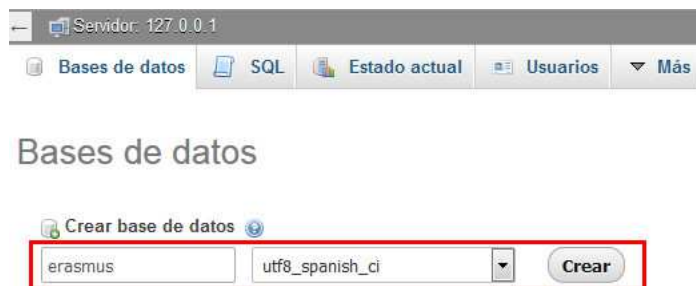 ← Servidor: 127.0.0.1
Bases de datos SQL Estado actual Usuarios ▼ Más
Bases de datos
Crear base de datos
erasmus utf8_spanish_ci Crear